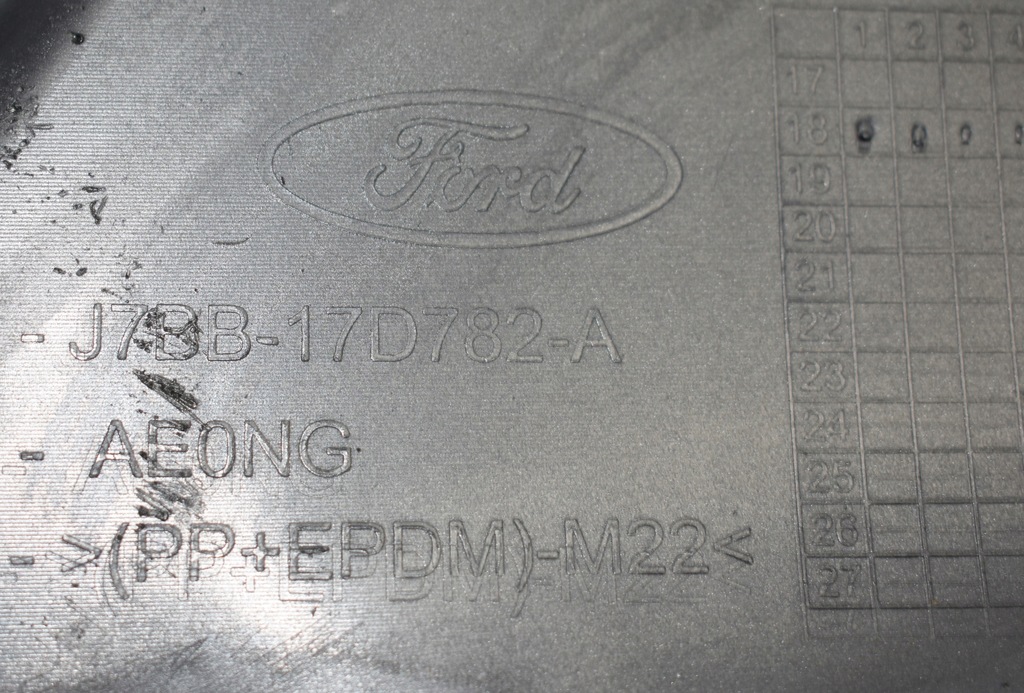 Ford
- J7BB-17D782-A
- AE0NG
- >(PP+EPDM)-M22<
1 2 3 4
17
18
19
20
21
22
23
24
25
26
27